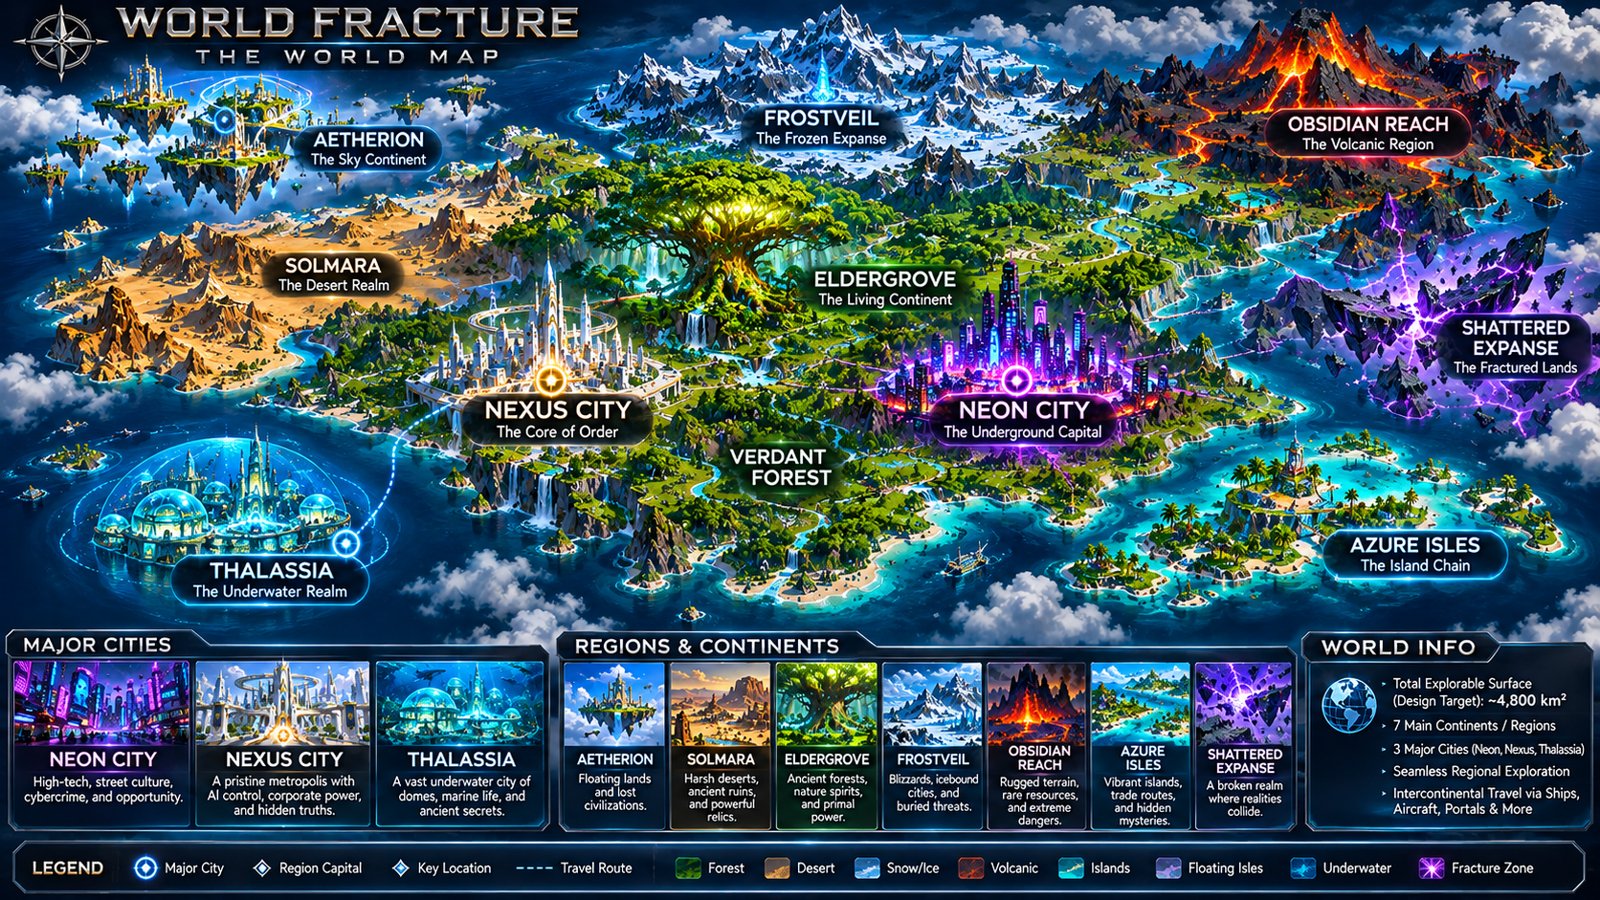 WORLD FRACTURE
THE WORLD MAP
AETHERION
The Sky Continent
FROSTVEIL
The Frozen Expanse
OBSIDIAN REACH
The Volcanic Region
SOLMARA
The Desert Realm
ELDERGROVE
The Living Continent
SHATTERED
EXPANSE
The Fractured Lands
NEXUS CITY
The Core of Order
NEON CITY
The Underground Capital
VERDANT
FOREST
THALASSIA
The Underwater Realm
AZURE ISLES
The Island Chain
MAJOR CITIES
NEON CITY
High-tech, street culture,
cybercrime, and opportunity.
NEXUS CITY
A pristine metropolis with
AI control, corporate power,
and hidden truths.
THALASSIA
A vast underwater city of
domes, marine life, and
ancient secrets.
REGIONS & CONTINENTS
AETHERION
Floating lands
and lost
civilizations.
SOLMARA
Harsh deserts,
ancient ruins,
and powerful
relics.
ELDERGROVE
Ancient forests,
nature spirits,
and primal
power.
FROSTVEIL
Blizzards, icebound
cities, and
buried threats.
OBSIDIAN
REACH
Rugged terrain,
rare resources,
and extreme
dangers.
AZURE
ISLES
Vibrant islands,
trade routes,
and hidden
mysteries.
SHATTERED
EXPANSE
A broken realm
where realities
collide.
WORLD INFO
Total Explorable Surface
(Design Target): ~4,800 km²
7 Main Continents / Regions
3 Major Cities (Neon, Nexus, Thalassia)
Seamless Regional Exploration
Intercontinental Travel via Ships,
Aircraft, Portals & More
LEGEND
Major City
Region Capital
Key Location
Travel Route
Forest
Desert
Snow/Ice
Volcanic
Islands
Floating Isles
Underwater
Fracture Zone